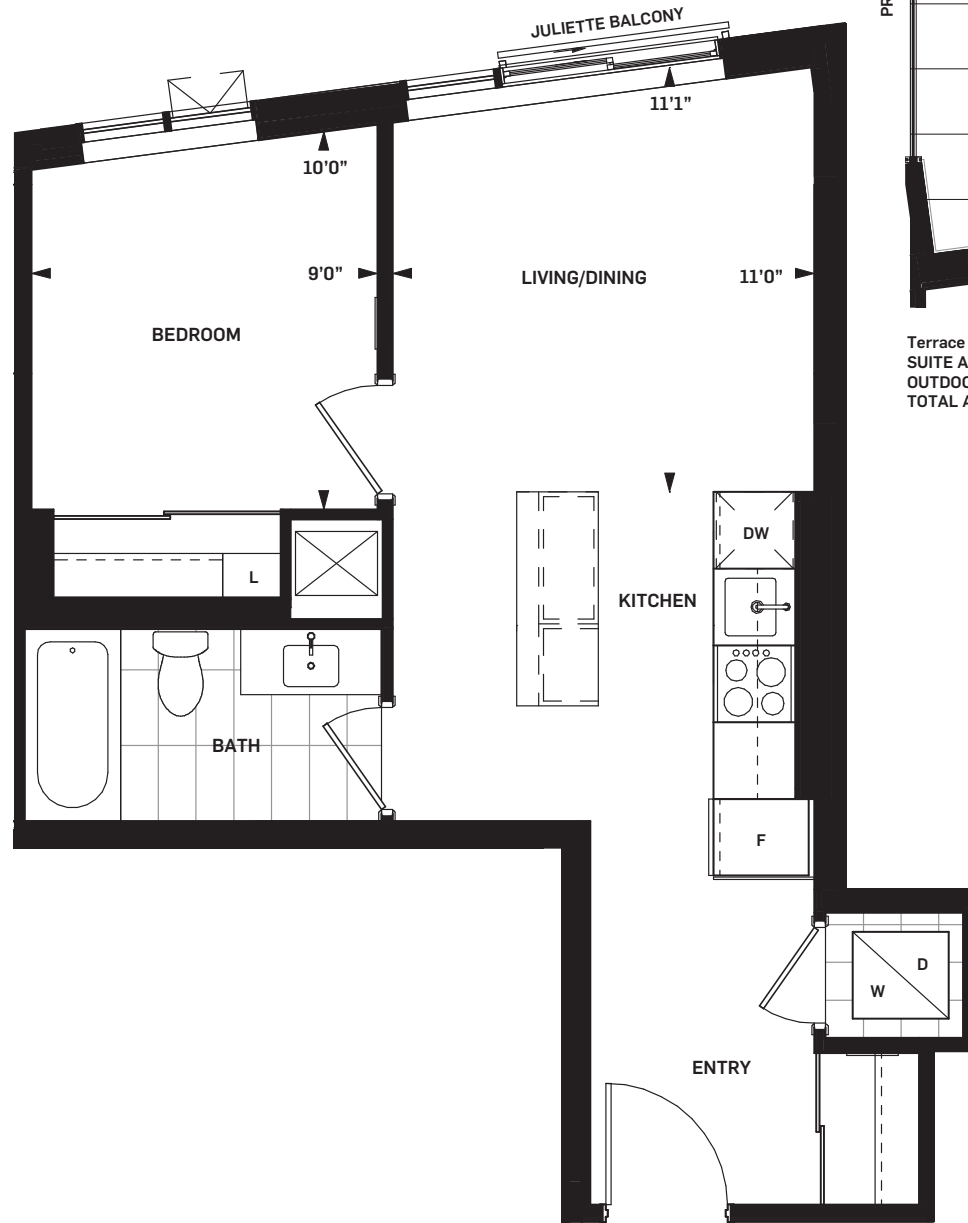 JULIETTE BALCONY
11'1"
10'0"
9'0"
LIVING/DINING
11'0"
BEDROOM
Terrace
SUITE A
OUTDOO
TOTAL A
DW
L
KITCHEN
BATH
F
D
W
ENTRY
PR